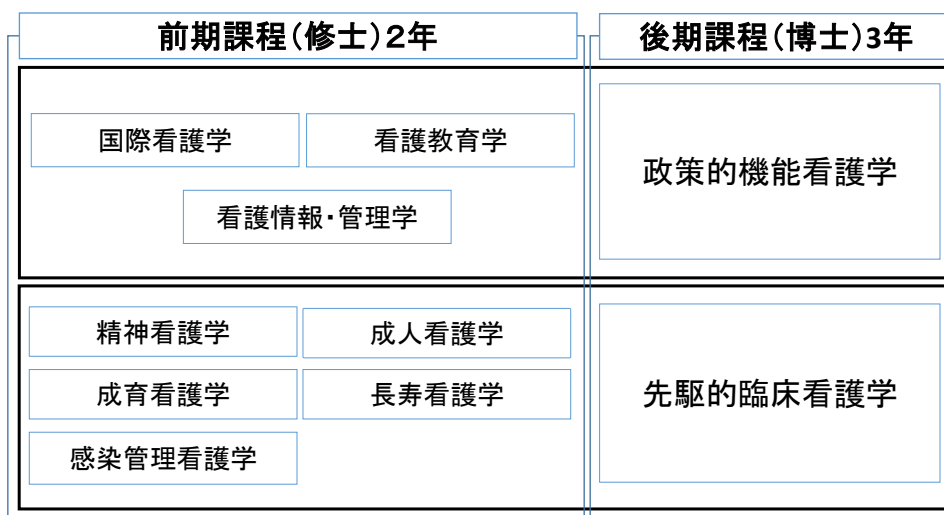 前期課程(修士)2年
後期課程(博士)3年
国際看護学
看護教育学
看護情報・管理学
政策的機能看護学
精神看護学
成人看護学
成育看護学
長寿看護学
感染管理看護学
先駆的臨床看護学